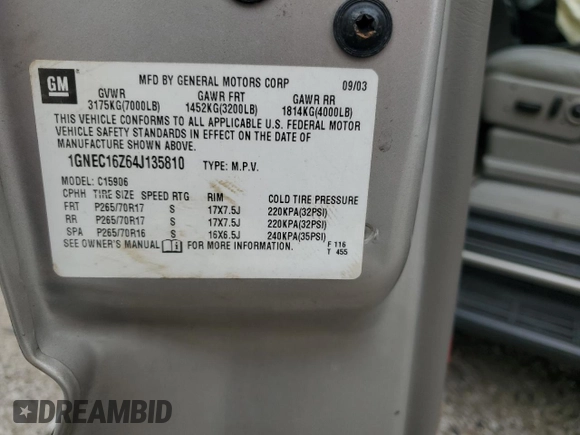 GM
MFD BY GENERAL MOTORS CORP 09/03
GVWR GAWR FRT GAWR RR
3175KG(7000LB) 1452KG(3200LB) 1814KG(4000LB)
THIS VEHICLE CONFORMS TO ALL APPLICABLE U.S. FEDERAL MOTOR
VEHICLE SAFETY STANDARDS IN EFFECT ON THE DATE OF
MANUFACTURE SHOWN ABOVE.
1GNEC16Z64J135810 TYPE: M.P.V.
MODEL: C15906
CPHH TIRE SIZE SPEED RTG RIM COLD TIRE PRESSURE
FRT P265/70R17 S 17X7.5J 220KPA(32PSI)
RR P265/70R17 S 17X7.5J 220KPA(32PSI)
SPA P265/70R16 S 16X6.5J 240KPA(35PSI)
SEE OWNER'S MANUAL FOR MORE INFORMATION.
F 116
T 455
DREAMBID